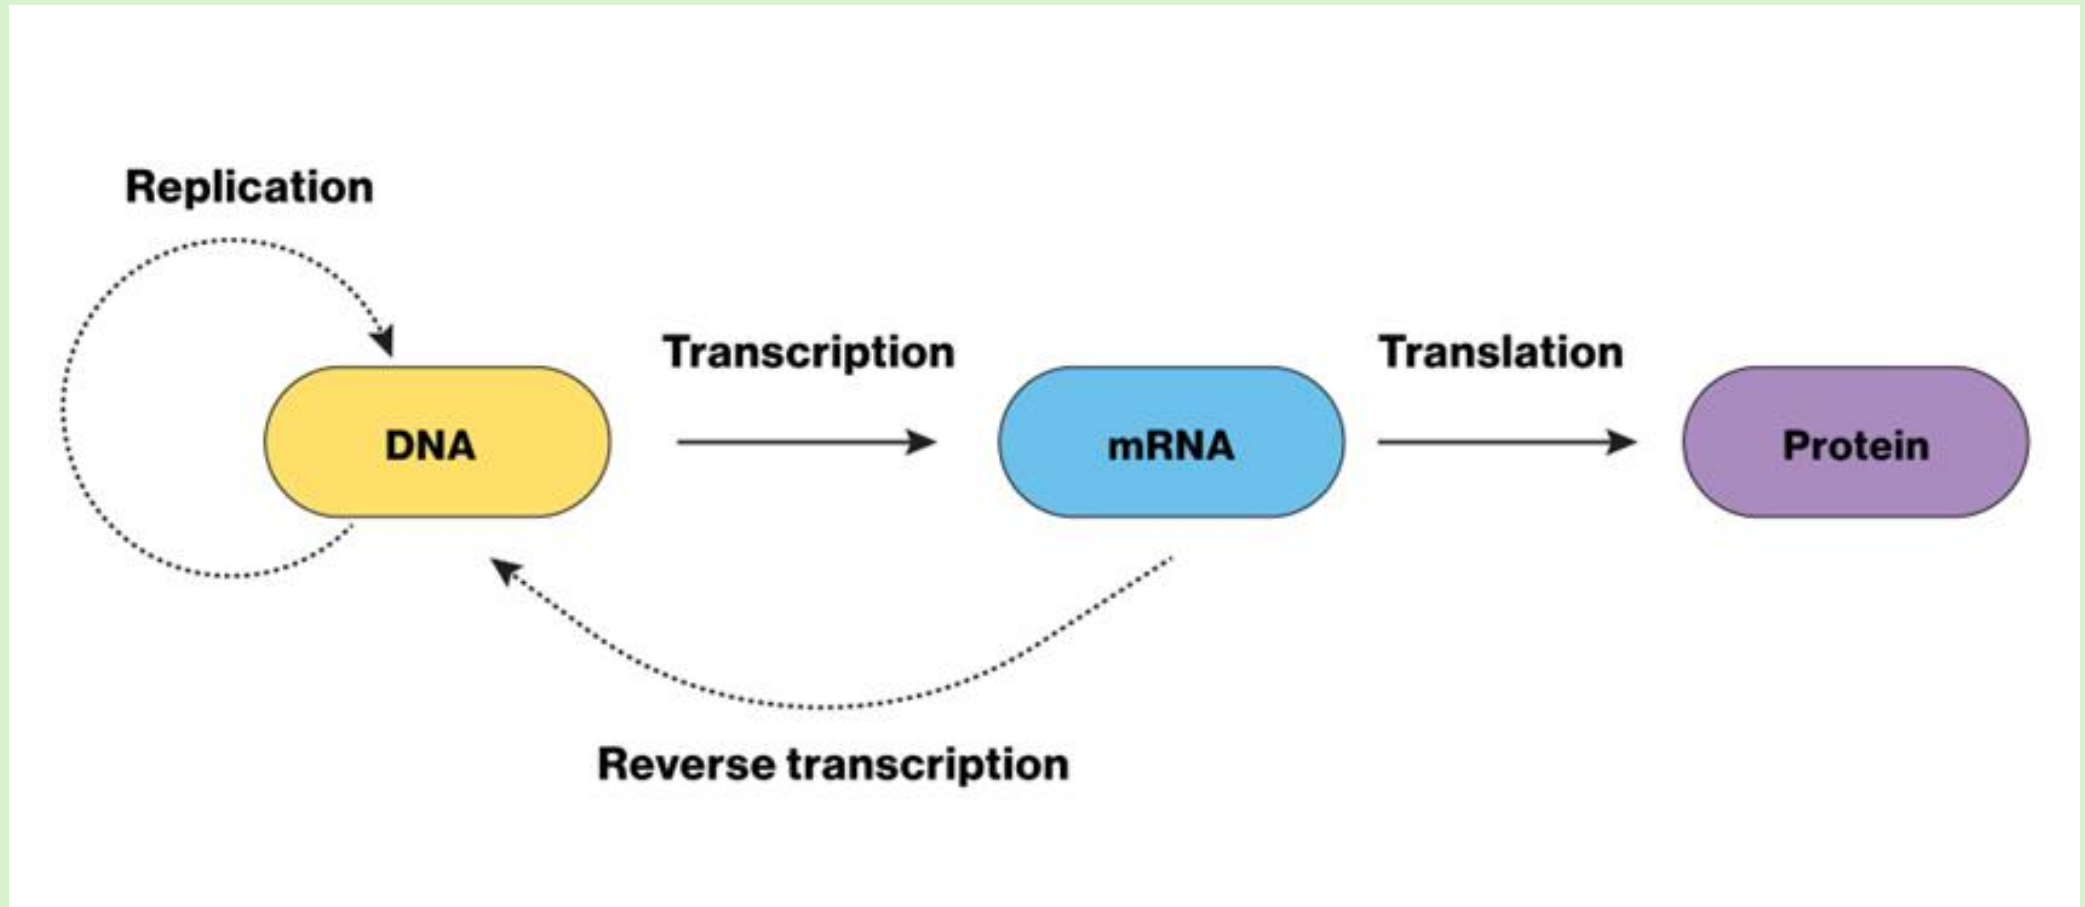 Replication
Transcription
Translation
DNA
mRNA
Protein
Reverse transcription